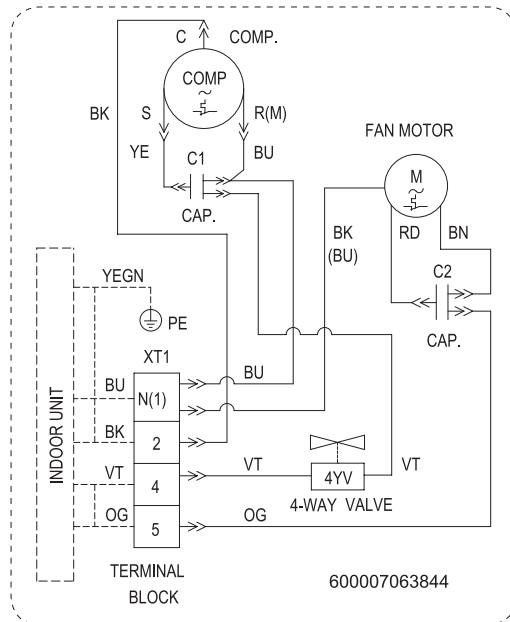 C COMP.
COMP
~
BK
S R(M)
YE C1 BU
CAP.
FAN MOTOR
M
~
BK
(BU)
RD BN
C2
CAP.
YEGN
PE
XT1
INDOOR UNIT
BU N(1) BU
BK 2
VT 4 VT 4YV VT
4-WAY VALVE
OG 5 OG
TERMINAL
BLOCK
600007063844